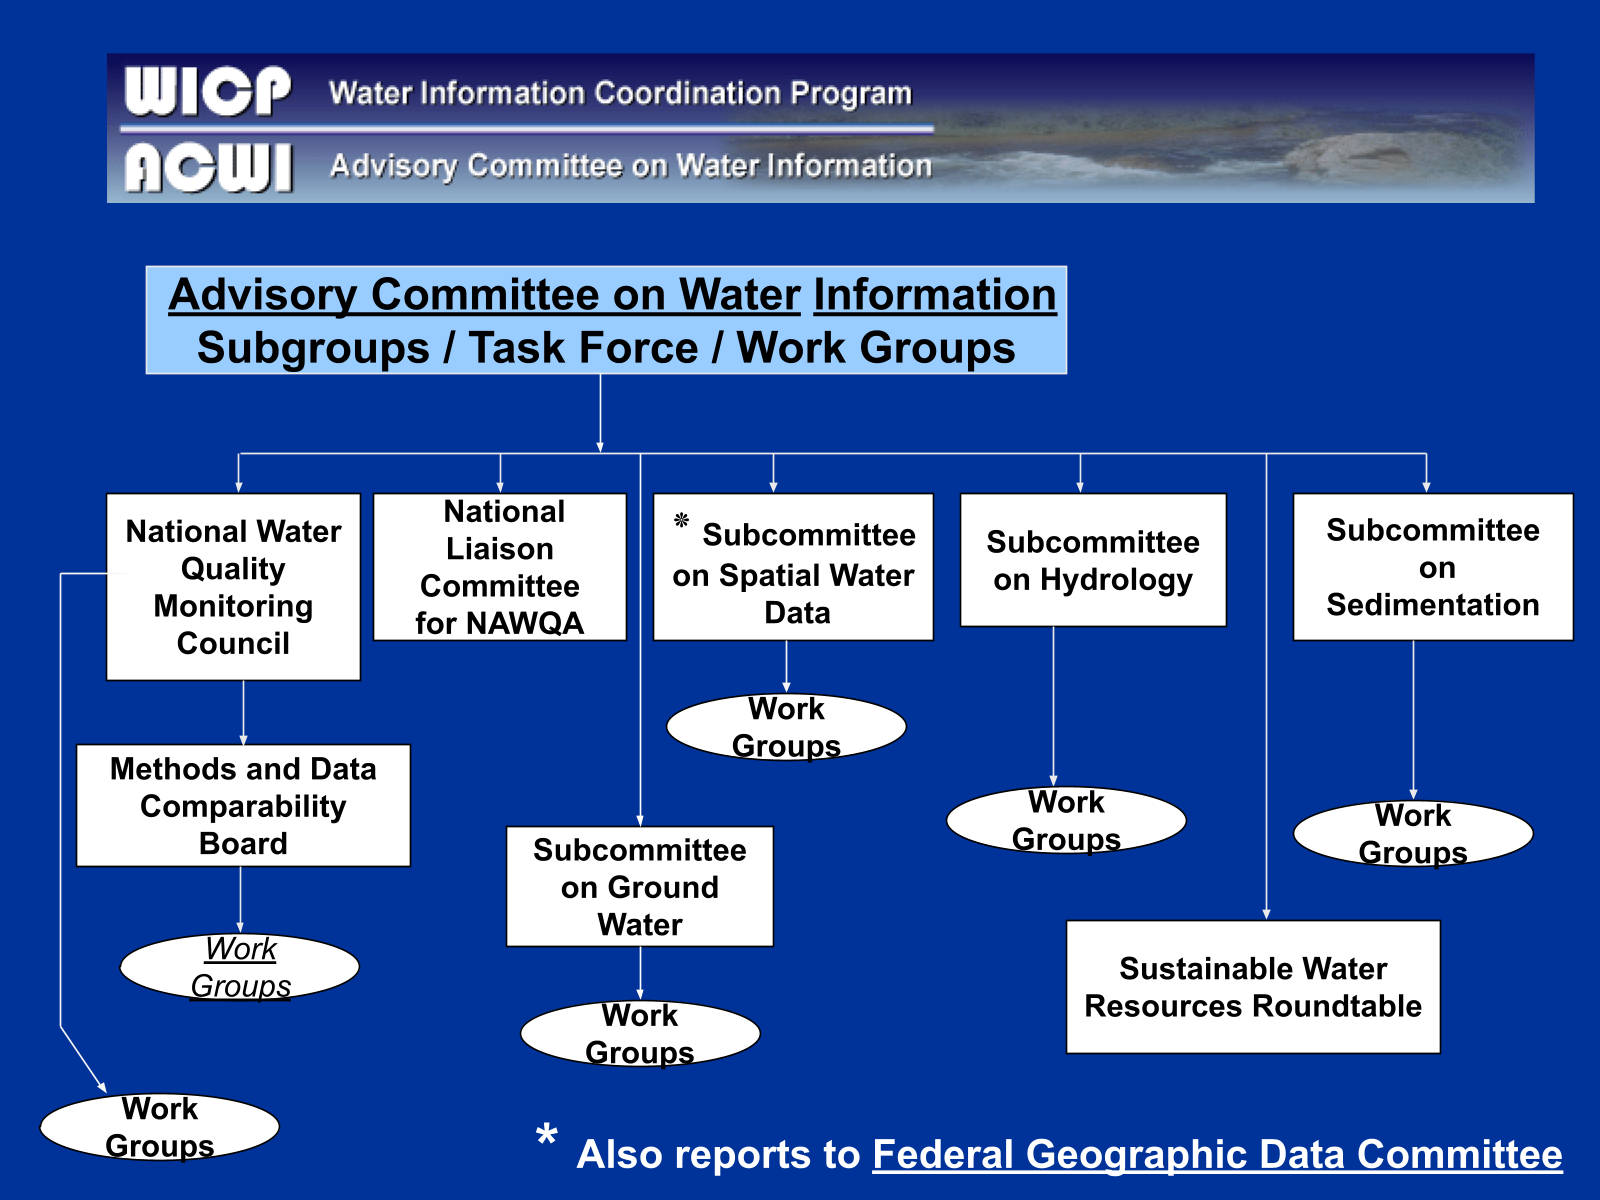 WICP Water Information Coordination Program
ACWI Advisory Committee on Water Information
Advisory Committee on Water Information
Subgroups / Task Force / Work Groups
National Water
Quality
Monitoring
Council
National
Liaison
Committee
for NAWQA
* Subcommittee
on Spatial Water
Data
Subcommittee
on Hydrology
Subcommittee
on
Sedimentation
Work
Groups
Methods and Data
Comparability
Board
Work
Groups
Work
Groups
Subcommittee
on Ground
Water
Work
Groups
Sustainable Water
Resources Roundtable
Work
Groups
Work
Groups
* Also reports to Federal Geographic Data Committee